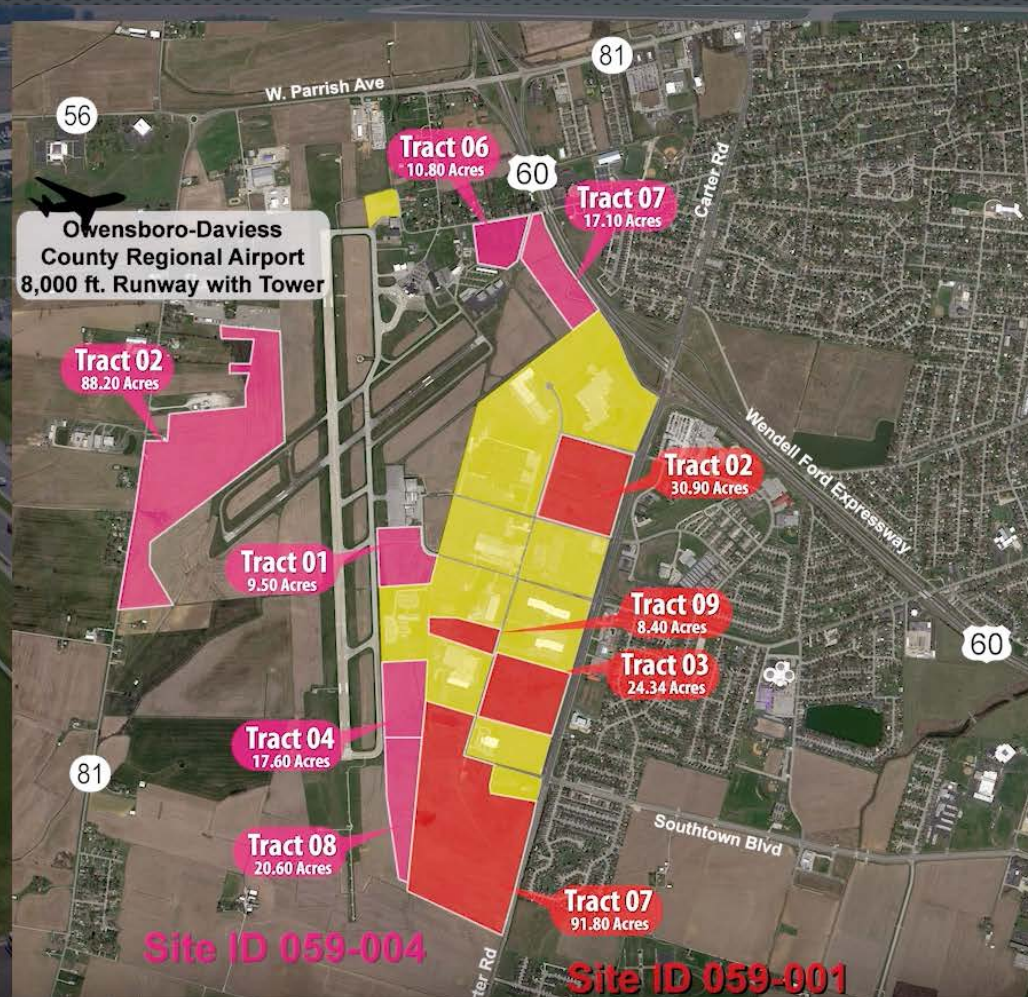 81
W. Parrish Ave
56
Tract 06
10.80 Acres
60
Tract 07
17.10 Acres
Carter Rd
Owensboro-Daviess
County Regional Airport
8,000 ft. Runway with Tower
Tract 02
88.20 Acres
Wendell Ford Expressway
Tract 02
30.90 Acres
Tract 01
9.50 Acres
Tract 09
8.40 Acres
60
Tract 03
24.34 Acres
Tract 04
17.60 Acres
81
Southtown Blvd
Tract 08
20.60 Acres
Tract 07
91.80 Acres
Site ID 059-004
ter Rd
Site ID 059-001